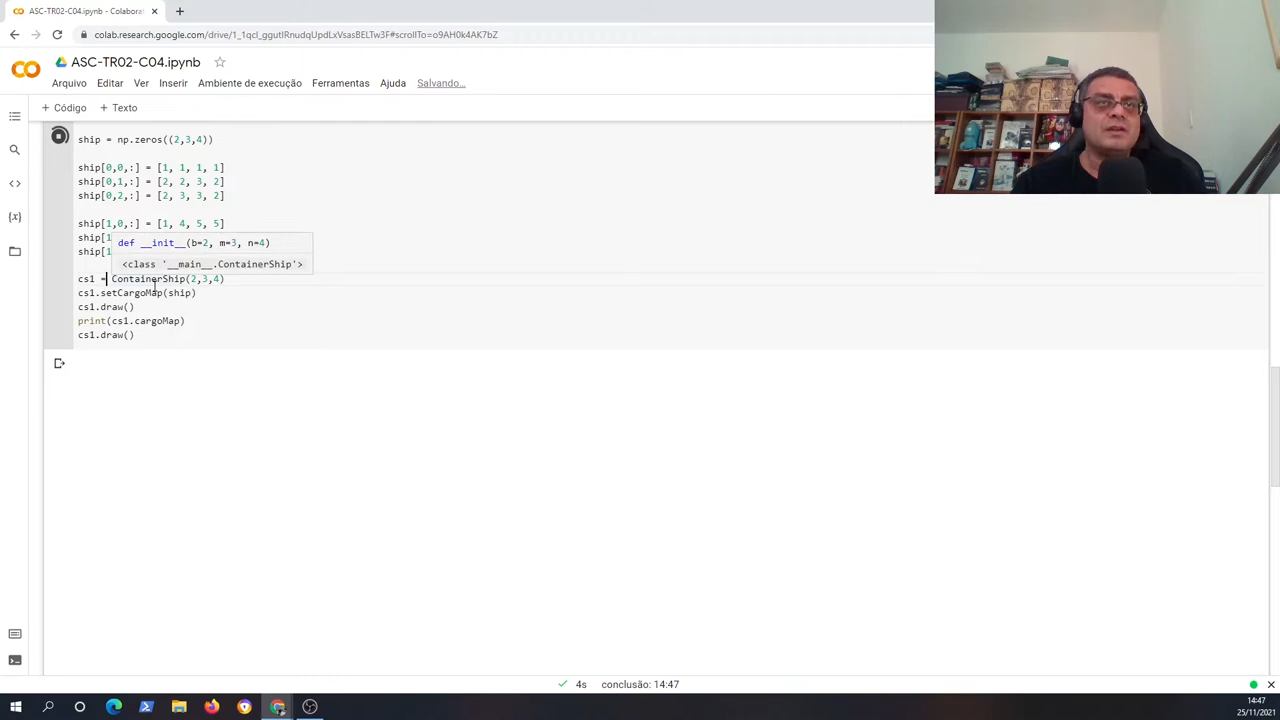 ASC-TR02-C04.ipynb - Colaborat
colab.research.google.com/drive/1_1qcl_ggutIRnudqUpdLxVsasBELTw3F#scrollTo=o9AH0k4AK7bZ
ASC-TR02-C04.ipynb
Arquivo Editar Ver Inserir Ambiente de execução Ferramentas Ajuda Salvando...
+ Código + Texto
ship = np.zeros((2,3,4))
ship[0,0,:] = [1, 1, 1, 1]
ship[0,1,:] = [2, 2, 3, 2]
ship[0,2,:] = [2, 3, 3, 2]
ship[1,0,:] = [1, 4, 5, 5]
ship[1
def __init__(b=2, m=3, n=4)
ship[1
<class '__main__.ContainerShip'>
cs1 = ContainerShip(2,3,4)
cs1.setCargoMap(ship)
cs1.draw()
print(cs1.cargoMap)
cs1.draw()
4s conclusão: 14:47
14:47
25/11/2021